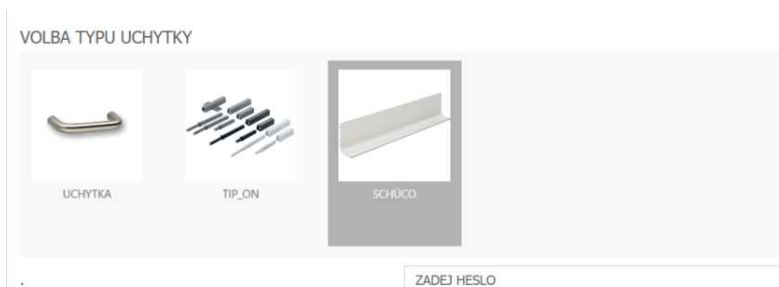 VOLBA TYPU UCHYTKY
UCHYTKA TIP_ON SCHÜCO
.
ZADEJ HESLO